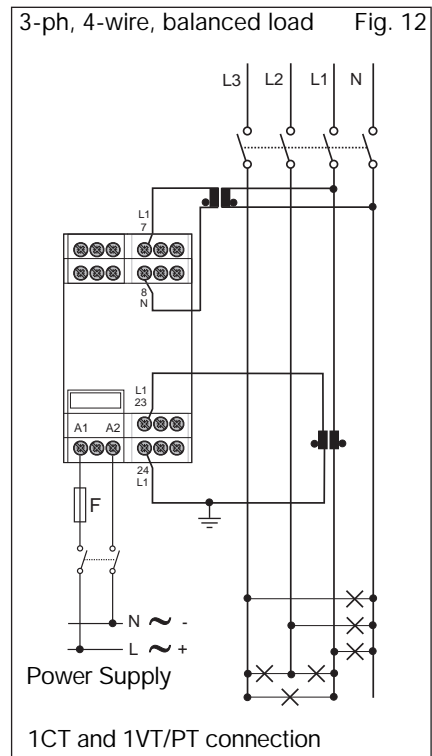 3-ph, 4-wire, balanced load Fig. 12
L3 L2 L1 N
L1
7
8
N
L1
23
A1 A2
24
L1
F
N ~ -
L ~ +
Power Supply
1CT and 1VT/PT connection